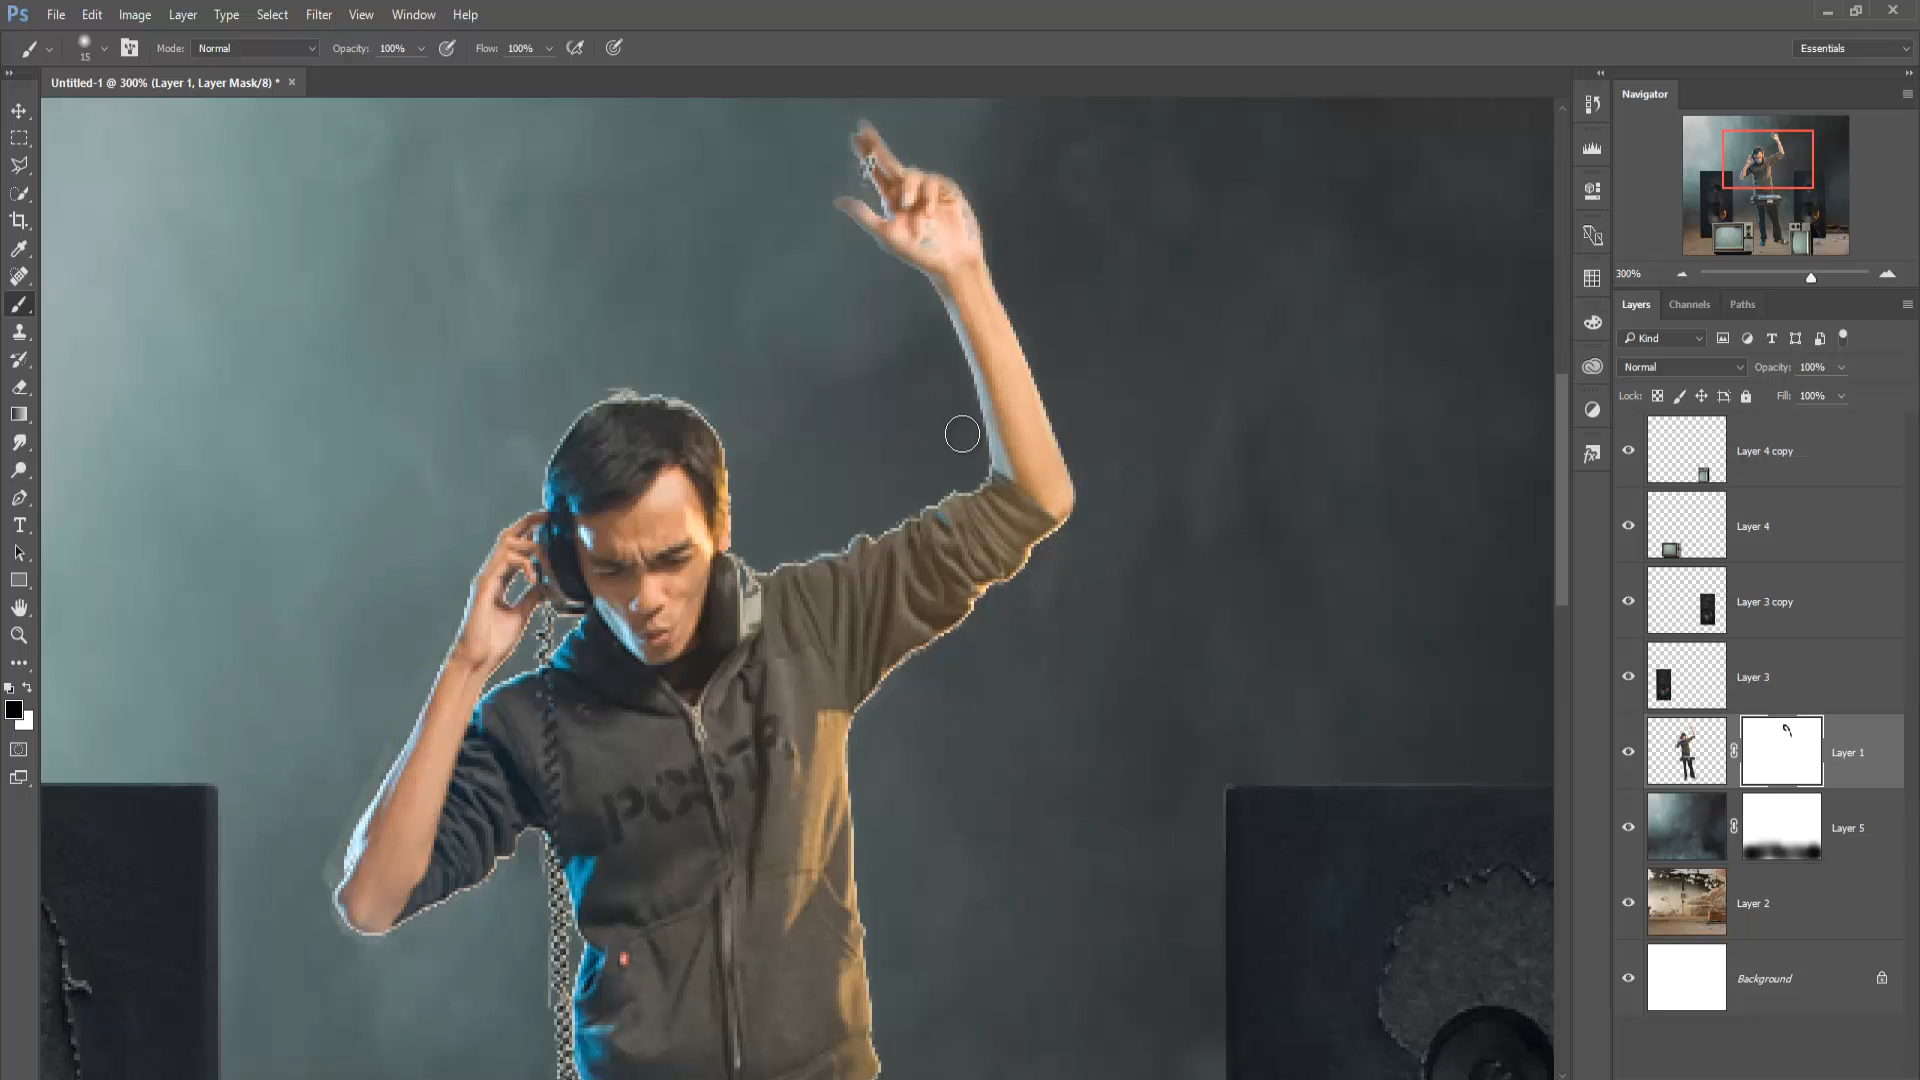 Ps File Edit Image Layer Type Select Filter 3D View Window Help
15 Mode: Normal Opacity: 100% Flow: 100% Essentials
Untitled-1 @ 300% (Layer 1, Layer Mask/8) * ×
Navigator
300%
Layers Channels Paths
Kind
Normal Opacity: 100%
Lock: Fill: 100%
Layer 4 copy
Layer 4
Layer 3 copy
Layer 3
Layer 1
Layer 5
Layer 2
Background